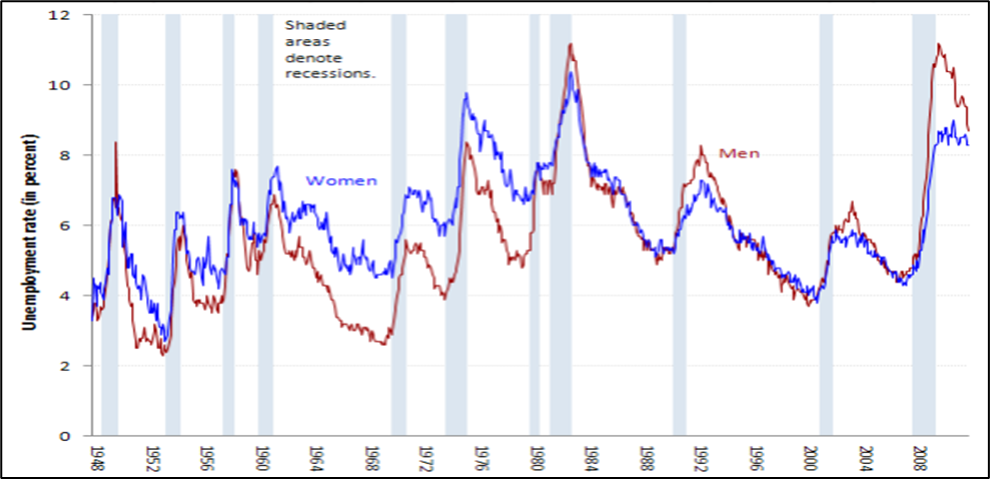 12
Shaded
areas
denote
recessions.
10
8
Men
Women
6
4
2
0
Unemployment rate (in percent)
1948 1952 1956 1960 1964 1968 1972 1976 1980 1984 1988 1992 1996 2000 2004 2008